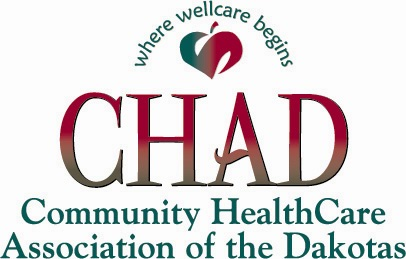 where wellcare begins
CHAD
Community HealthCare
Association of the Dakotas